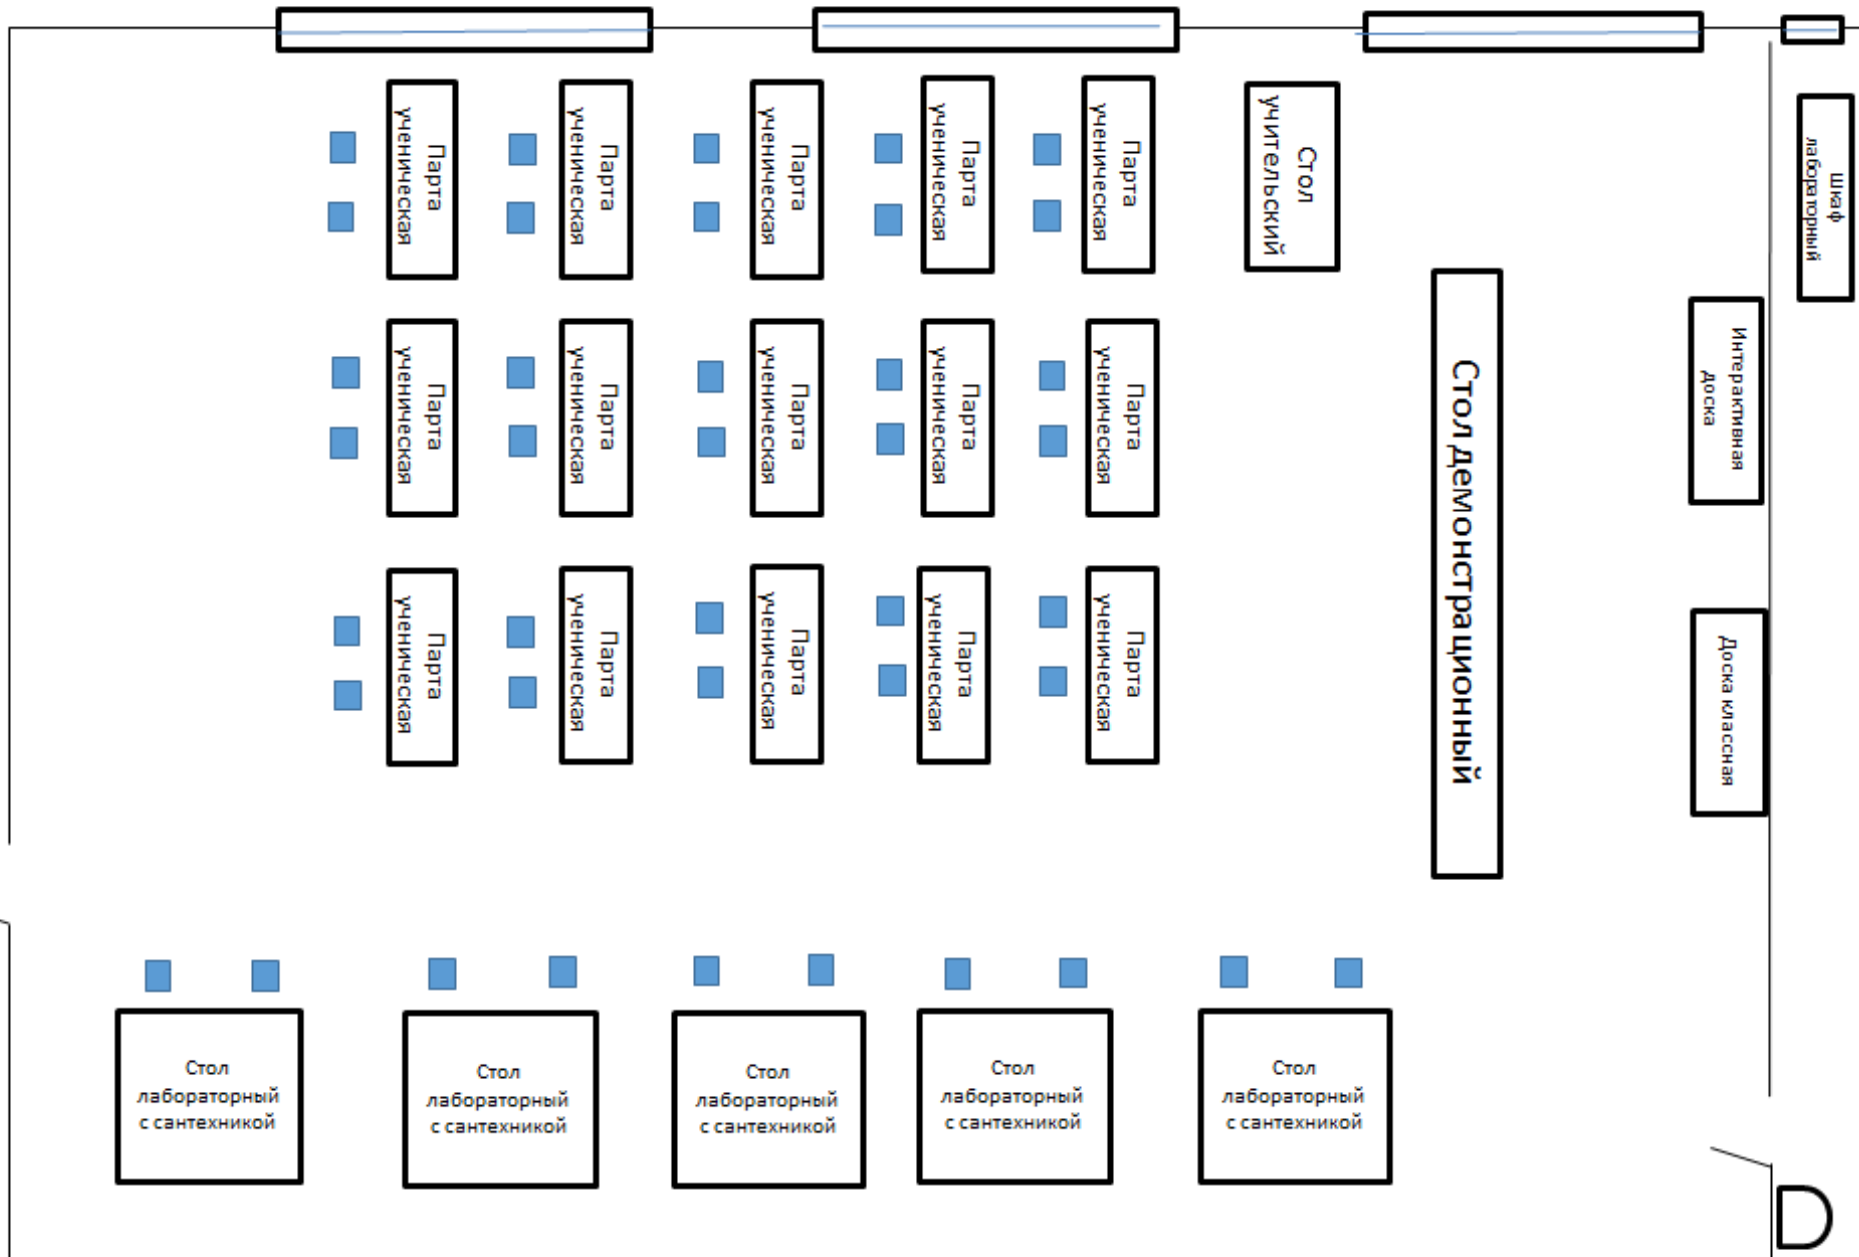 Парта
ученическая
Парта
ученическая
Парта
ученическая
Парта
ученическая
Парта
ученическая
Стол
учительский
Шкаф
лабораторный
Парта
ученическая
Парта
ученическая
Парта
ученическая
Парта
ученическая
Парта
ученическая
Стол демонстрационный
Интерактивная
доска
Парта
ученическая
Парта
ученическая
Парта
ученическая
Парта
ученическая
Парта
ученическая
Доска классная
Стол
лабораторный
с сантехникой
Стол
лабораторный
с сантехникой
Стол
лабораторный
с сантехникой
Стол
лабораторный
с сантехникой
Стол
лабораторный
с сантехникой